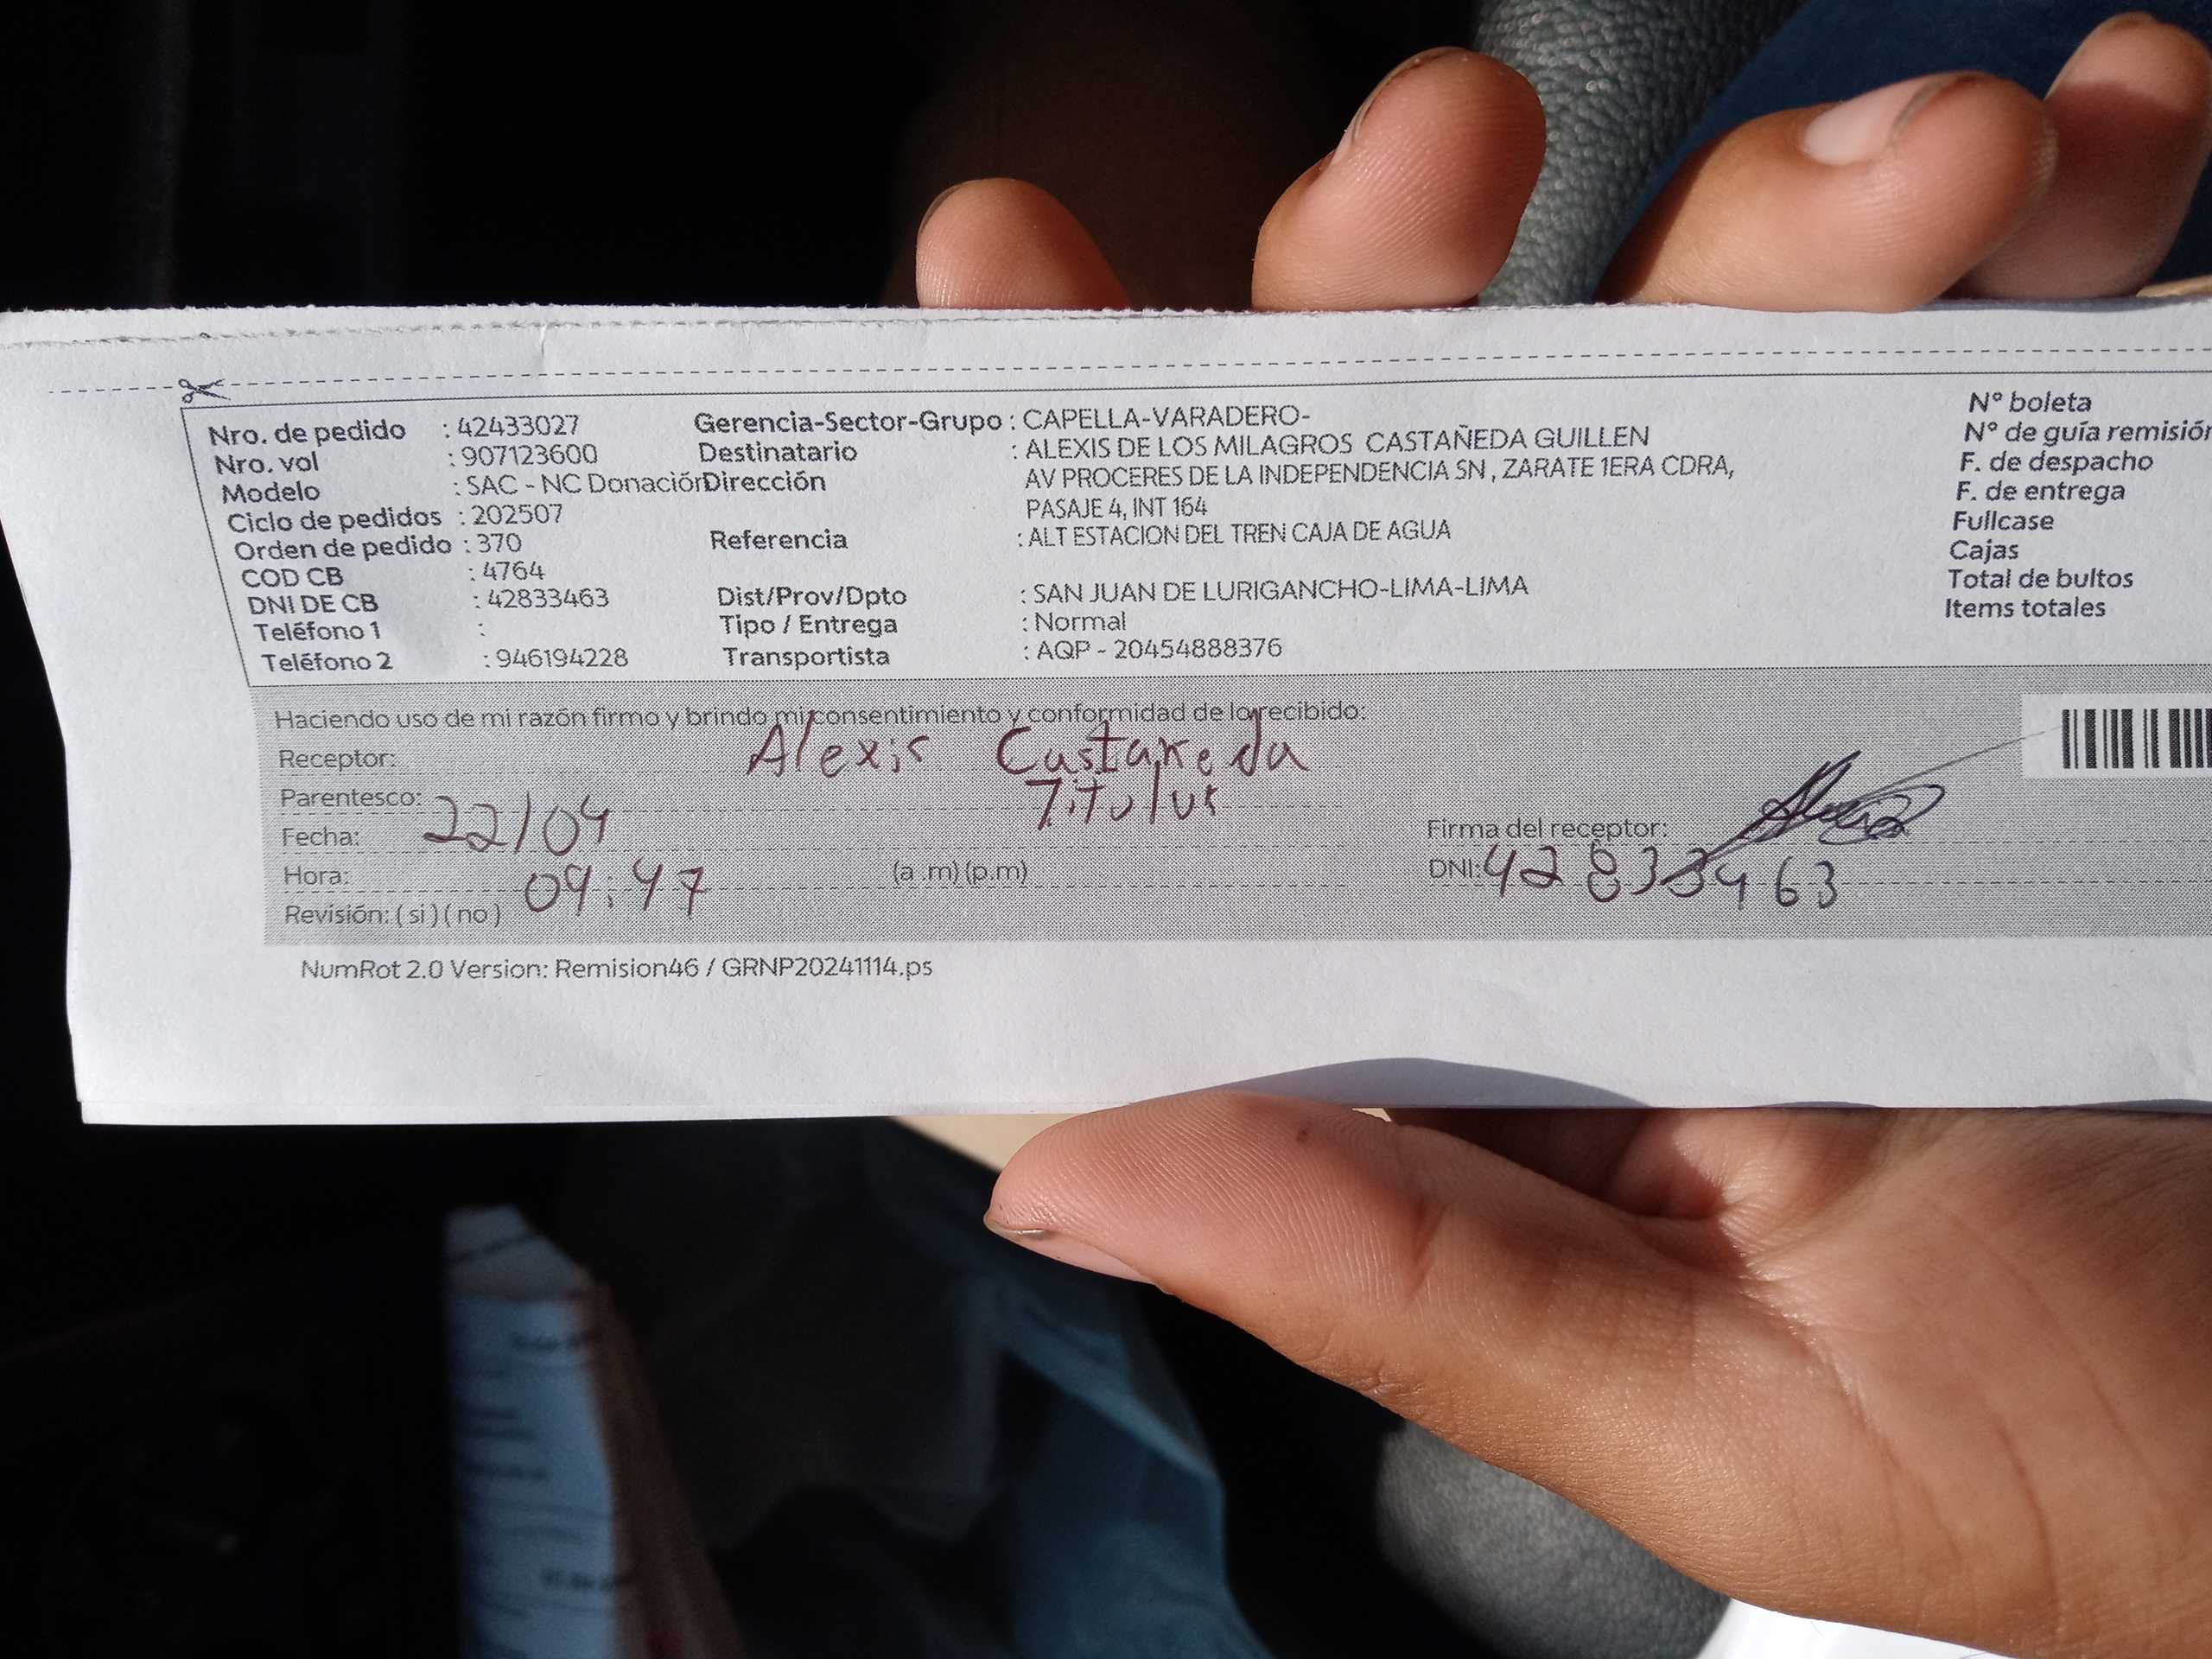 Nro. de pedido : 42433027
Nro. vol : 907123600
Modelo : SAC - NC Donación
Ciclo de pedidos : 202507
Orden de pedido : 370
COD CB : 4764
DNI DE CB : 42833463
Teléfono 1 :
Teléfono 2 : 946194228
Gerencia-Sector-Grupo : CAPELLA-VARADERO-
Destinatario : ALEXIS DE LOS MILAGROS CASTAÑEDA GUILLEN
Dirección AV PROCERES DE LA INDEPENDENCIA SN , ZARATE 1ERA CDRA,
PASAJE 4, INT 164
Referencia : ALT ESTACION DEL TREN CAJA DE AGUA
Dist/Prov/Dpto : SAN JUAN DE LURIGANCHO-LIMA-LIMA
Tipo / Entrega : Normal
Transportista : AQP - 20454888376
N° boleta
N° de guía remisión
F. de despacho
F. de entrega
Fullcase
Cajas
Total de bultos
Items totales
Haciendo uso de mi razón firmo y brindo mi consentimiento y conformidad de lo recibido:
Receptor: Alexis Castañeda
Parentesco: Titular
Fecha: 22/04
Hora: 09:47 (a .m) (p.m)
Revisión: ( si ) ( no )
Firma del receptor: Alexis
DNI: 42833463
NumRot 2.0 Version: Remision46 / GRNP20241114.ps